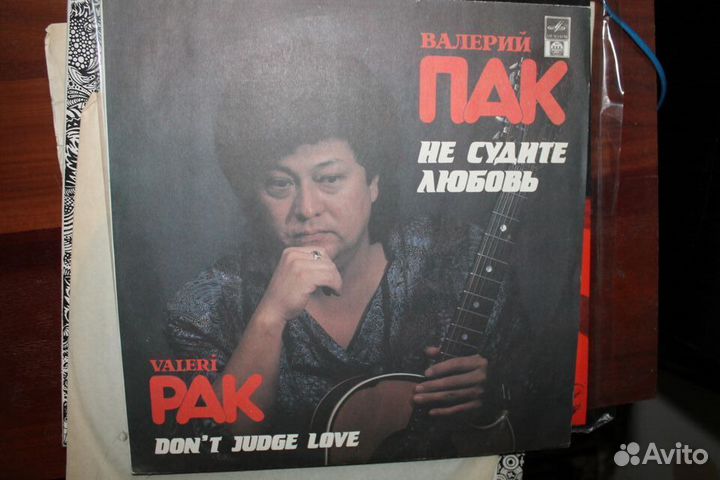 ВАЛЕРИЙ
ПАК
НЕ СУДИТЕ
ЛЮБОВЬ
VALERI
PAK
DON'T JUDGE LOVE
Avito